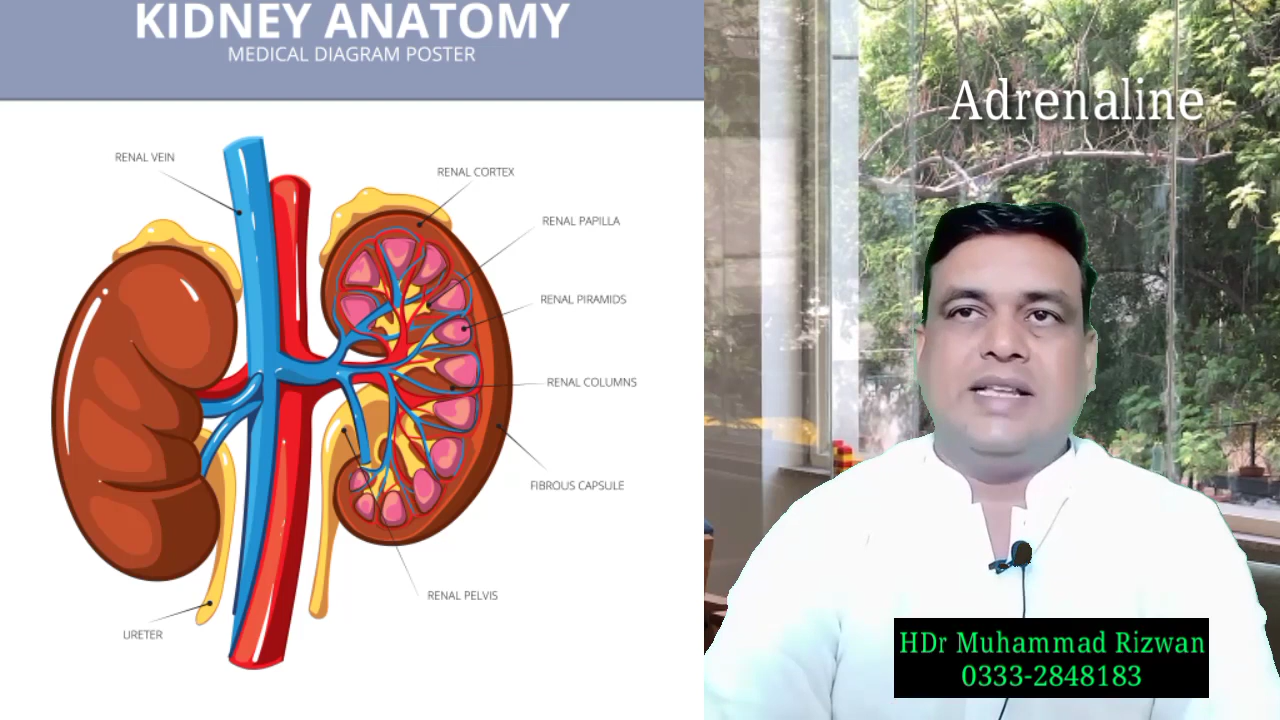 KIDNEY ANATOMY
MEDICAL DIAGRAM POSTER
RENAL VEIN
RENAL CORTEX
RENAL PAPILLA
RENAL PIRAMIDS
RENAL COLUMNS
FIBROUS CAPSULE
RENAL PELVIS
URETER
Adrenaline
HDr Muhammad Rizwan
0333-2848183